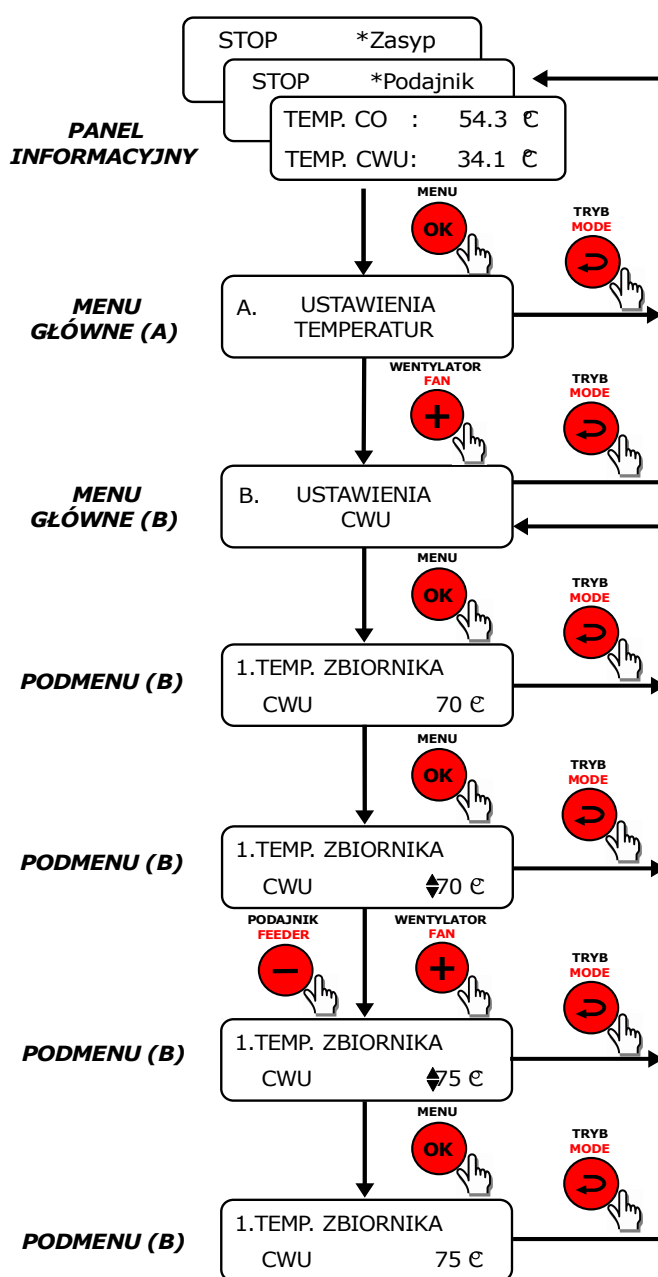 STOP *Zasyp
STOP *Podajnik
TEMP. CO : 54.3 ℃
TEMP. CWU: 34.1 ℃
PANEL
INFORMACYJNY
MENU
OK
TRYB
MODE
MENU
GŁÓWNE (A)
A. USTAWIENIA
TEMPERATUR
WENTYLATOR
FAN
+
TRYB
MODE
MENU
GŁÓWNE (B)
B. USTAWIENIA
CWU
MENU
OK
TRYB
MODE
PODMENU (B)
1.TEMP. ZBIORNIKA
CWU 70 ℃
MENU
OK
TRYB
MODE
PODMENU (B)
1.TEMP. ZBIORNIKA
CWU 70 ℃
PODAJNIK
FEEDER
−
WENTYLATOR
FAN
+
TRYB
MODE
PODMENU (B)
1.TEMP. ZBIORNIKA
CWU 75 ℃
MENU
OK
TRYB
MODE
PODMENU (B)
1.TEMP. ZBIORNIKA
CWU 75 ℃